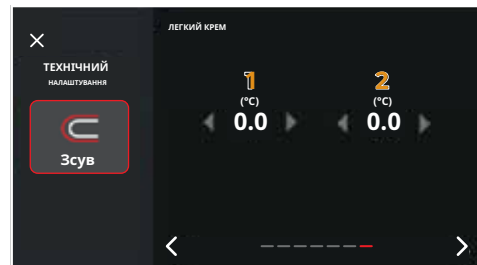 ЛЕГКИЙ КРЕМ
ТЕХНІЧНИЙ
НАЛАШТУВАННЯ
Зсув
1 2
(°C) (°C)
0.0 0.0